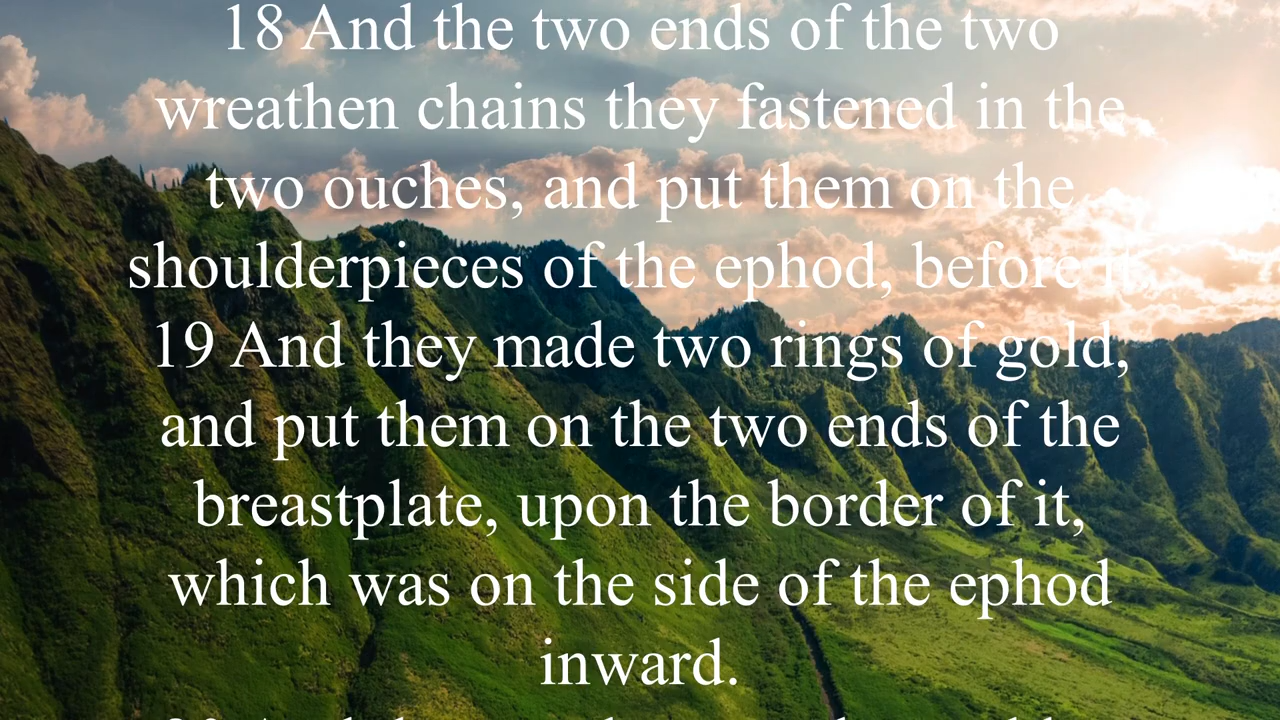 18 And the two ends of the two
wreathen chains they fastened in the
two ouches, and put them on the
shoulderpieces of the ephod, before it.
19 And they made two rings of gold,
and put them on the two ends of the
breastplate, upon the border of it,
which was on the side of the ephod
inward.